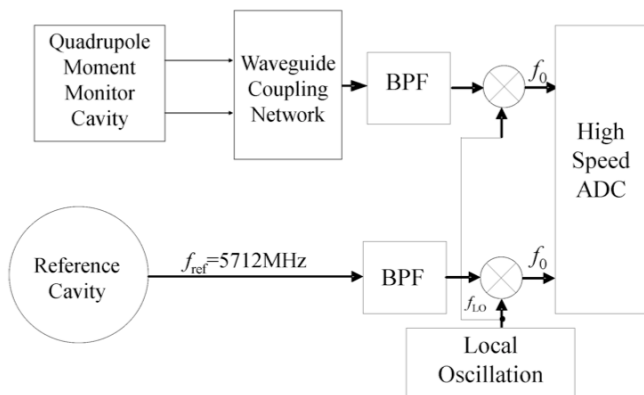 Quadrupole
Moment
Monitor
Cavity
Waveguide
Coupling
Network
BPF
f0
High
Speed
ADC
Reference
Cavity
fref=5712MHz
BPF
f0
fLO
Local
Oscillation